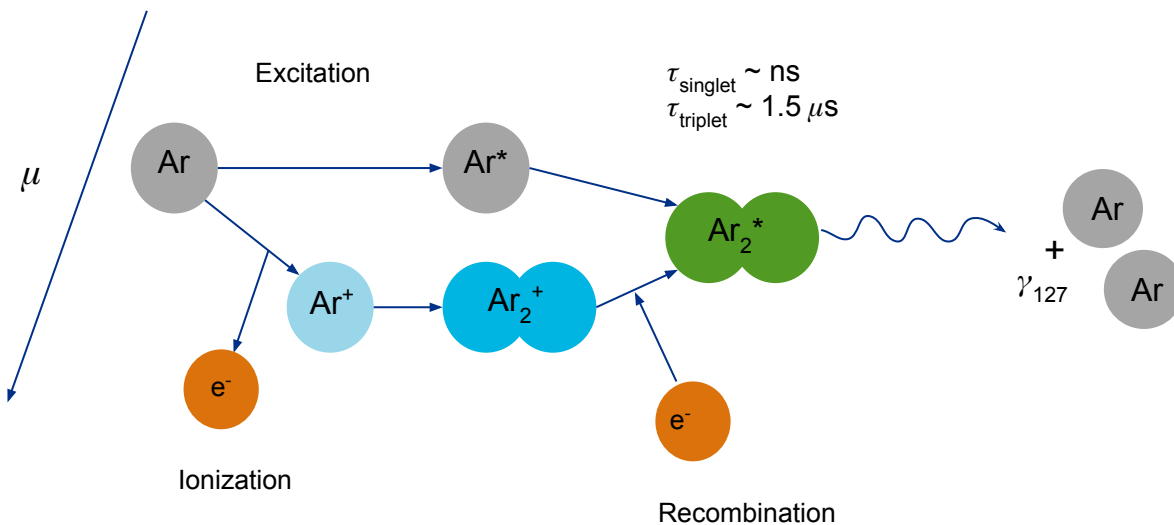 Excitation
τsinglet ~ ns
τtriplet ~ 1.5 μs
μ
Ar
Ar*
Ar₂*
Ar
+
γ₁₂₇
Ar
Ar⁺
Ar₂⁺
e⁻
e⁻
Ionization
Recombination